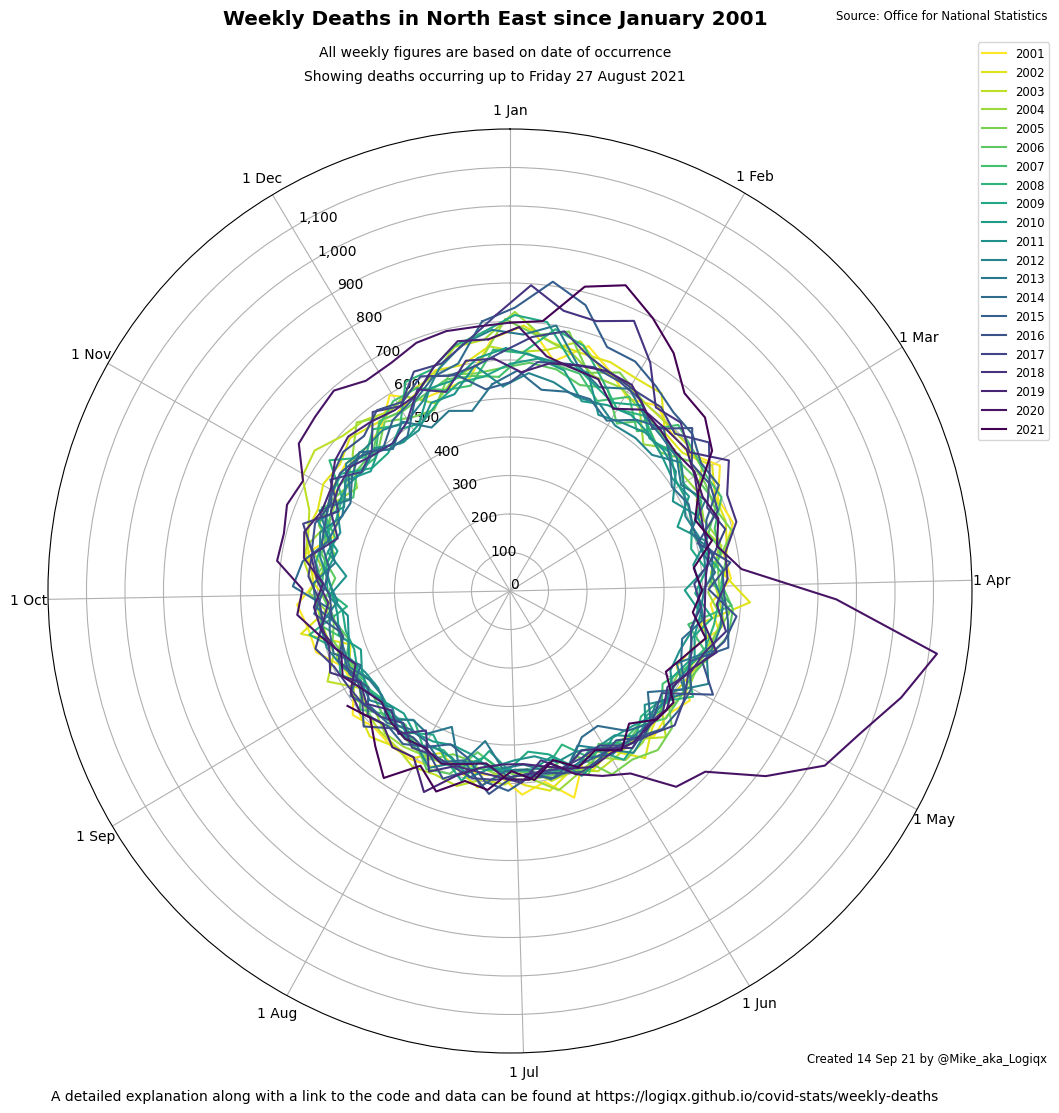 Weekly Deaths in North East since January 2001
Source: Office for National Statistics
All weekly figures are based on date of occurrence
Showing deaths occurring up to Friday 27 August 2021
2001
2002
2003
2004
2005
2006
2007
2008
2009
2010
2011
2012
2013
2014
2015
2016
2017
2018
2019
2020
2021
1 Jan
1 Feb
1 Mar
1 Apr
1 May
1 Jun
1 Jul
1 Aug
1 Sep
1 Oct
1 Nov
1 Dec
1,100
1,000
900
800
700
600
500
400
300
200
100
0
Created 14 Sep 21 by @Mike_aka_Logiqx
A detailed explanation along with a link to the code and data can be found at https://logiqx.github.io/covid-stats/weekly-deaths